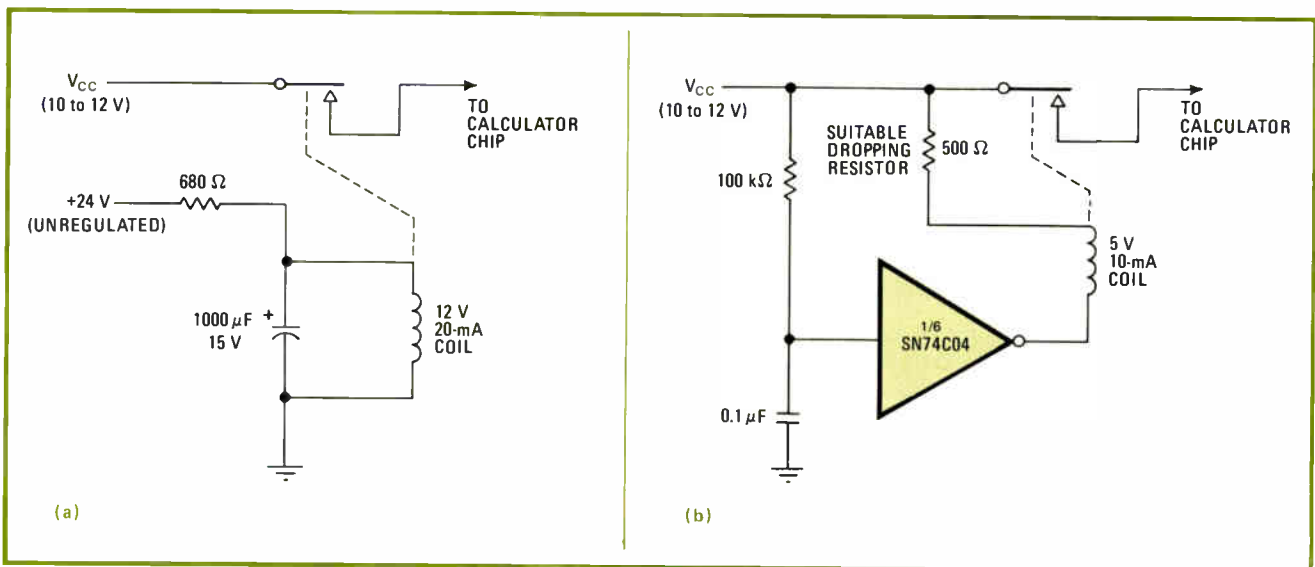 V_CC
(10 to 12 V)
TO
CALCULATOR
CHIP
680 Ω
+24 V
(UNREGULATED)
1000 μF +
15 V
12 V
20-mA
COIL
(a)
V_CC
(10 to 12 V)
TO
CALCULATOR
CHIP
SUITABLE
DROPPING
RESISTOR
500 Ω
100 kΩ
5 V
10-mA
COIL
1/6
SN74C04
0.1 μF
(b)